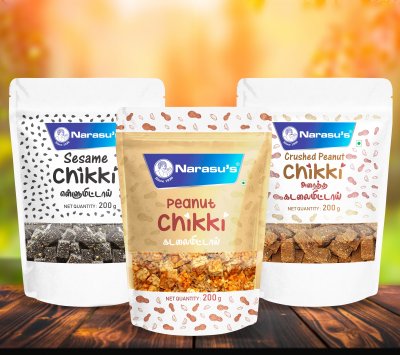 Narasu's
Sesame
Chikki
எள்ளுமிட்டாய்
NET QUANTITY : 200 g
Narasu's
Peanut
Chikki
கடலைமிட்டாய்
NET QUANTITY : 200 g
Narasu's
Crushed Peanut
Chikki
கடலைமிட்டாய்
NET QUANTITY : 200 g